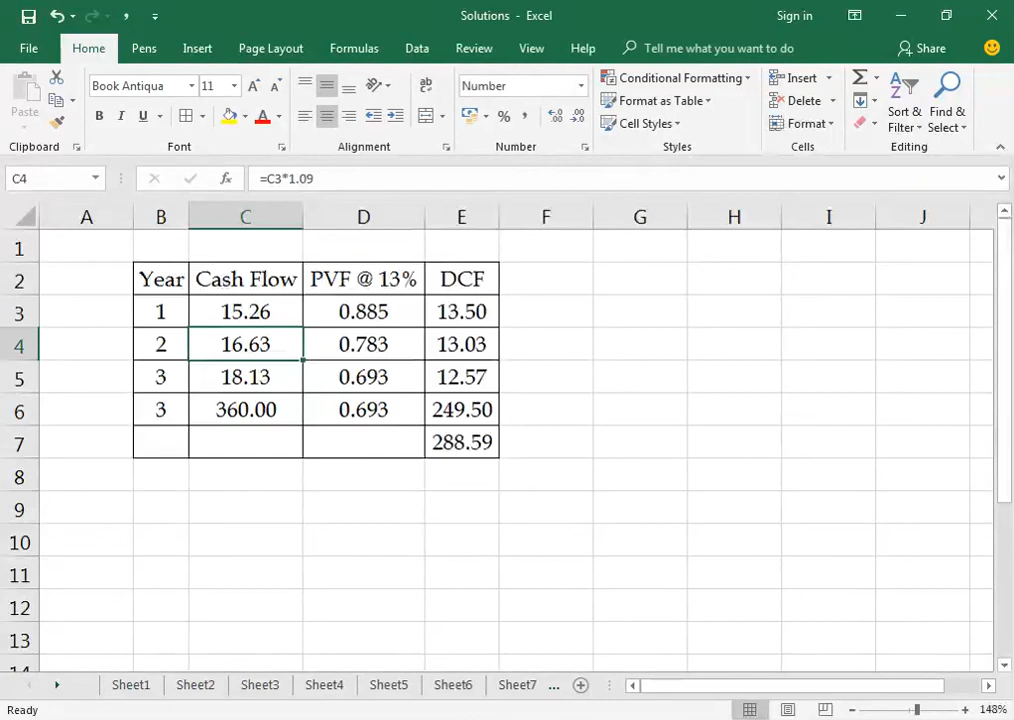 Solutions - Excel
Sign in
File Home Pens Insert Page Layout Formulas Data Review View Help Tell me what you want to do Share
Paste
Book Antiqua 11
Number
Conditional Formatting
Format as Table
Cell Styles
Insert
Delete
Format
Sort & Filter
Find & Select
Clipboard Font Alignment Number Styles Cells Editing
C4 fx =C3*1.09
A B C D E F G H I J
1
2 Year Cash Flow PVF @ 13% DCF
3 1 15.26 0.885 13.50
4 2 16.63 0.783 13.03
5 3 18.13 0.693 12.57
6 3 360.00 0.693 249.50
7 288.59
8
9
10
11
12
13
14
Sheet1 Sheet2 Sheet3 Sheet4 Sheet5 Sheet6 Sheet7 ...
Ready 148%